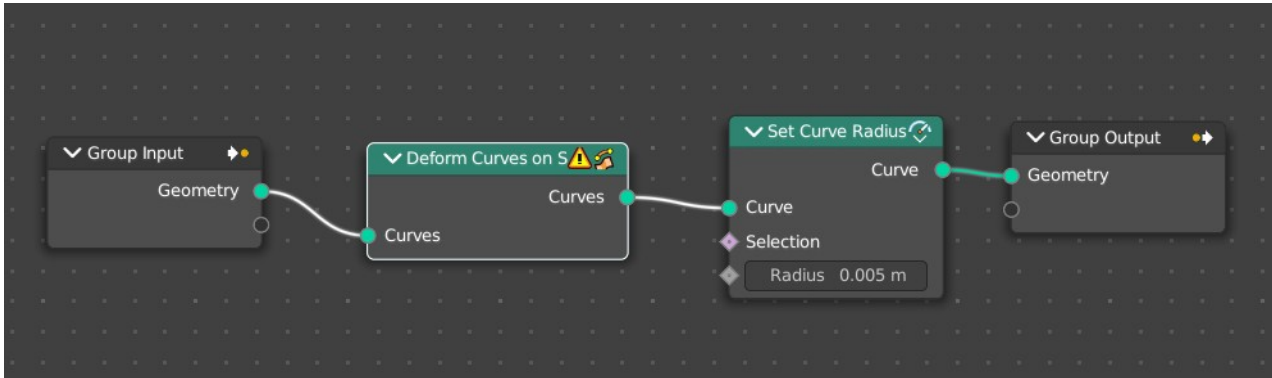 Group Input
Geometry
Deform Curves on S
Curves
Curves
Set Curve Radius
Curve
Curve
Selection
Radius 0.005 m
Group Output
Geometry